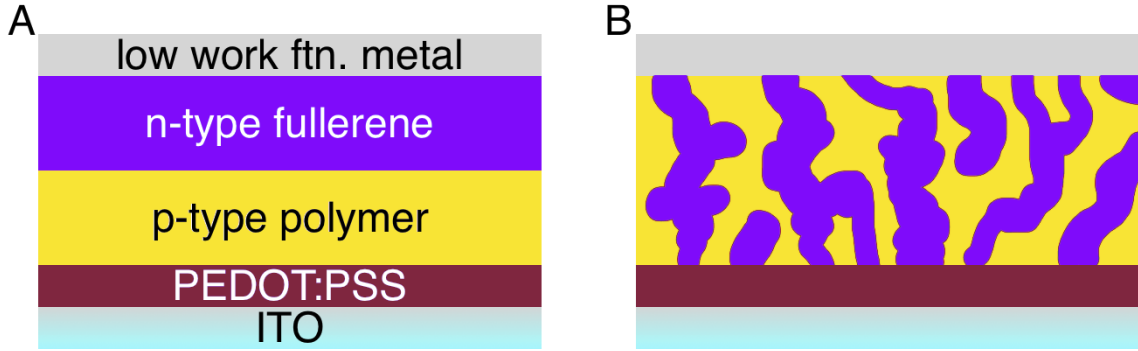 A
low work ftn. metal
n-type fullerene
p-type polymer
PEDOT:PSS
ITO
B